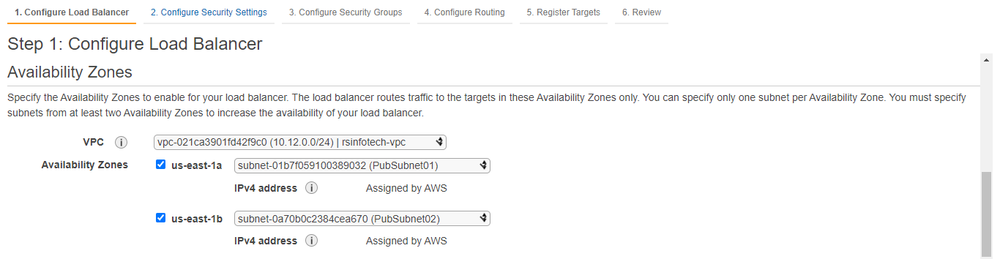 1. Configure Load Balancer 2. Configure Security Settings 3. Configure Security Groups 4. Configure Routing 5. Register Targets 6. Review
Step 1: Configure Load Balancer
Availability Zones
Specify the Availability Zones to enable for your load balancer. The load balancer routes traffic to the targets in these Availability Zones only. You can specify only one subnet per Availability Zone. You must specify
subnets from at least two Availability Zones to increase the availability of your load balancer.
VPC i vpc-021ca3901fd42f9c0 (10.12.0.0/24) | rsinfotech-vpc
Availability Zones us-east-1a subnet-01b7f059100389032 (PubSubnet01)
IPv4 address i Assigned by AWS
us-east-1b subnet-0a70b0c2384cea670 (PubSubnet02)
IPv4 address i Assigned by AWS